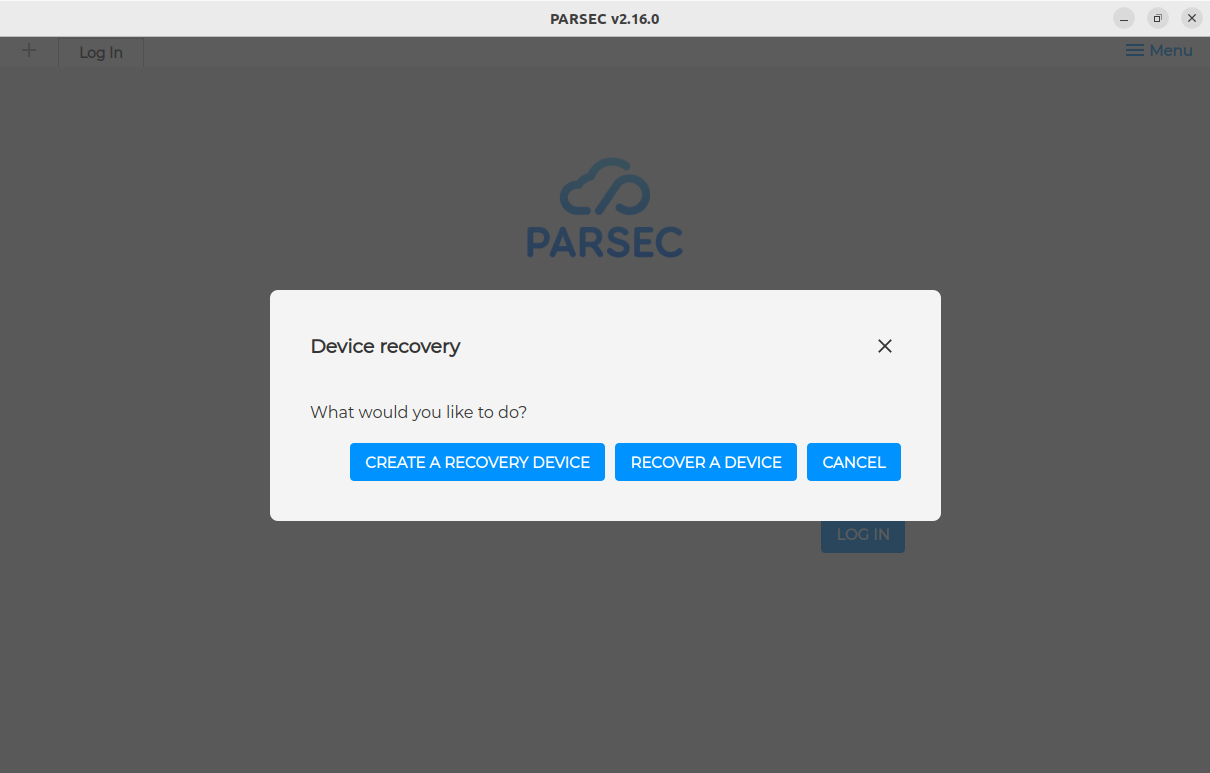 PARSEC v2.16.0
Log In
Menu
PARSEC
Device recovery
What would you like to do?
CREATE A RECOVERY DEVICE
RECOVER A DEVICE
CANCEL
LOG IN